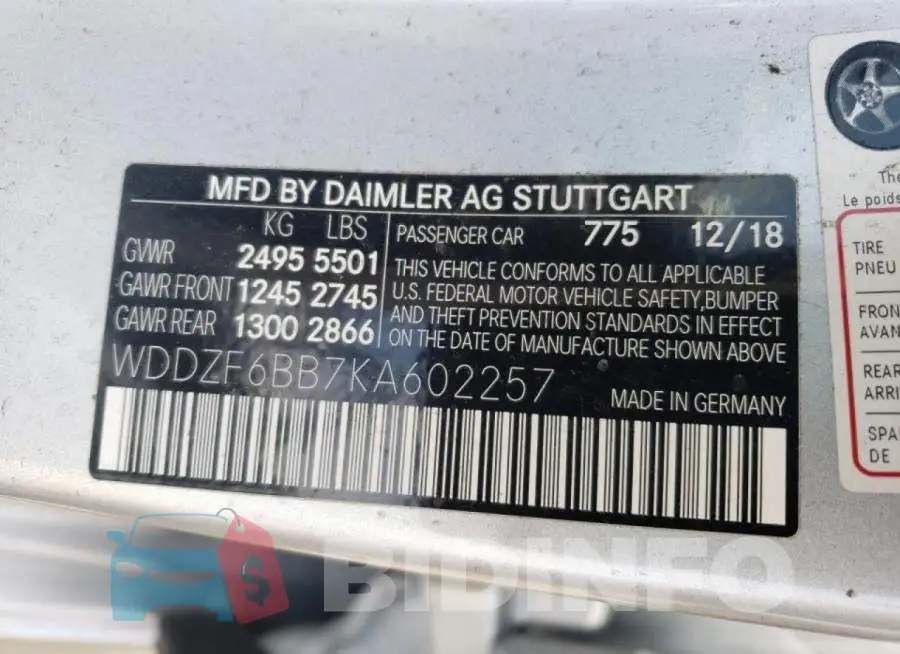 MFD BY DAIMLER AG STUTTGART
KG LBS
GVWR 2495 5501
GAWR FRONT 1245 2745
GAWR REAR 1300 2866
PASSENGER CAR 775 12/18
THIS VEHICLE CONFORMS TO ALL APPLICABLE
U.S. FEDERAL MOTOR VEHICLE SAFETY,BUMPER
AND THEFT PREVENTION STANDARDS IN EFFECT
ON THE DATE OF MANUFACTURE SHOWN ABOVE
WDDZF6BB7KA602257
MADE IN GERMANY
The
Le poids
TIRE
PNEU
FRON
AVAN
REAR
ARRI
SPA
DE
$
BIDINFO